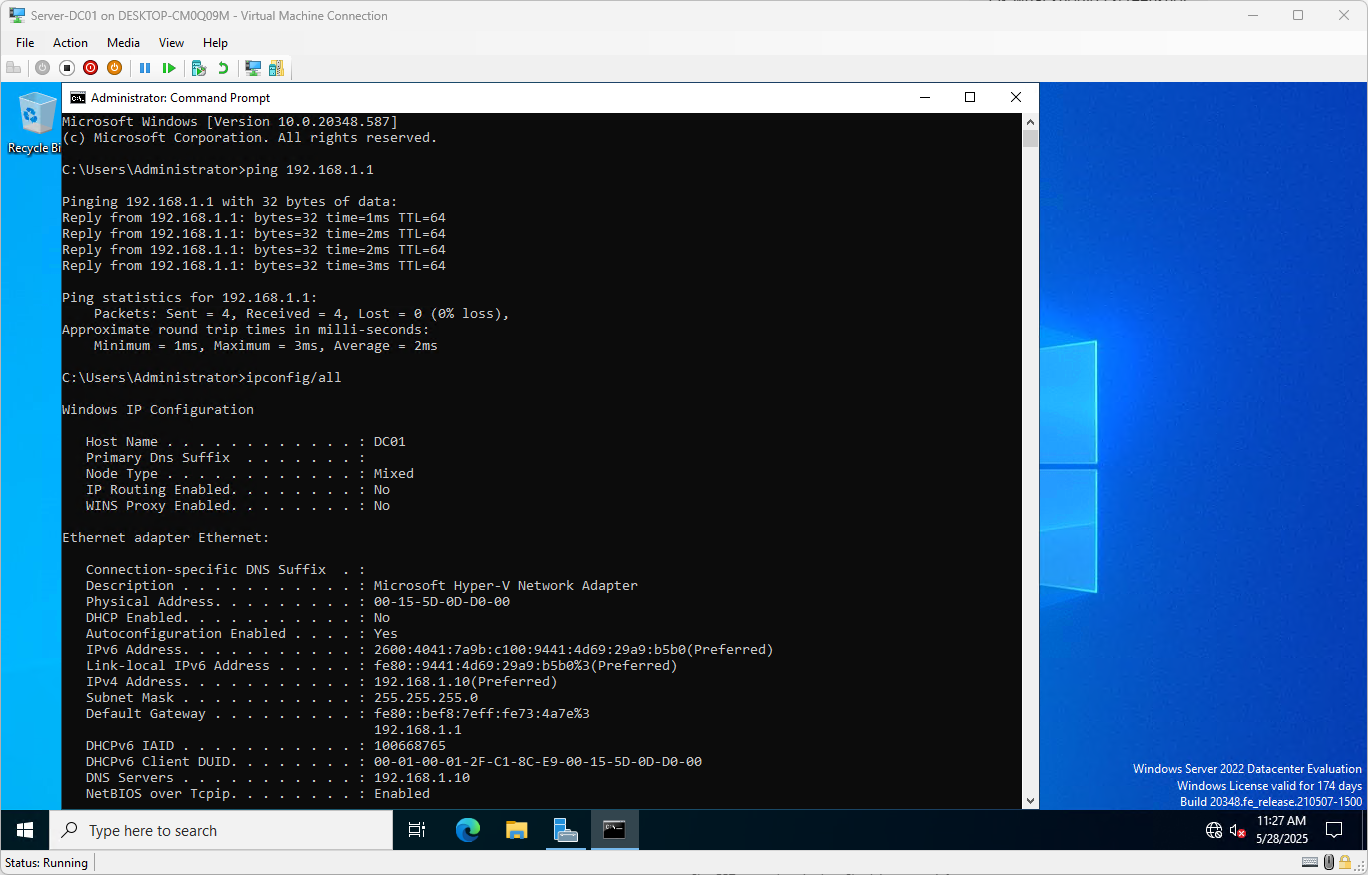 Server-DC01 on DESKTOP-CM0Q09M - Virtual Machine Connection
File Action Media View Help
Administrator: Command Prompt
Recycle Bi
Microsoft Windows [Version 10.0.20348.587]
(c) Microsoft Corporation. All rights reserved.
C:\Users\Administrator>ping 192.168.1.1
Pinging 192.168.1.1 with 32 bytes of data:
Reply from 192.168.1.1: bytes=32 time=1ms TTL=64
Reply from 192.168.1.1: bytes=32 time=2ms TTL=64
Reply from 192.168.1.1: bytes=32 time=2ms TTL=64
Reply from 192.168.1.1: bytes=32 time=3ms TTL=64
Ping statistics for 192.168.1.1:
    Packets: Sent = 4, Received = 4, Lost = 0 (0% loss),
Approximate round trip times in milli-seconds:
    Minimum = 1ms, Maximum = 3ms, Average = 2ms
C:\Users\Administrator>ipconfig/all
Windows IP Configuration
   Host Name . . . . . . . . . . . . : DC01
   Primary Dns Suffix  . . . . . . . :
   Node Type . . . . . . . . . . . . : Mixed
   IP Routing Enabled. . . . . . . . : No
   WINS Proxy Enabled. . . . . . . . : No
Ethernet adapter Ethernet:
   Connection-specific DNS Suffix  . :
   Description . . . . . . . . . . . : Microsoft Hyper-V Network Adapter
   Physical Address. . . . . . . . . : 00-15-5D-0D-D0-00
   DHCP Enabled. . . . . . . . . . . : No
   Autoconfiguration Enabled . . . . : Yes
   IPv6 Address. . . . . . . . . . . : 2600:4041:7a9b:c100:9441:4d69:29a9:b5b0(Preferred)
   Link-local IPv6 Address . . . . . : fe80::9441:4d69:29a9:b5b0%3(Preferred)
   IPv4 Address. . . . . . . . . . . : 192.168.1.10(Preferred)
   Subnet Mask . . . . . . . . . . . : 255.255.255.0
   Default Gateway . . . . . . . . . : fe80::bef8:7eff:fe73:4a7e%3
                                       192.168.1.1
   DHCPv6 IAID . . . . . . . . . . . : 100668765
   DHCPv6 Client DUID. . . . . . . . : 00-01-00-01-2F-C1-8C-E9-00-15-5D-0D-D0-00
   DNS Servers . . . . . . . . . . . : 192.168.1.10
   NetBIOS over Tcpip. . . . . . . . : Enabled
Windows Server 2022 Datacenter Evaluation
Windows License valid for 174 days
Build 20348.fe_release.210507-1500
Type here to search
11:27 AM
5/28/2025
Status: Running